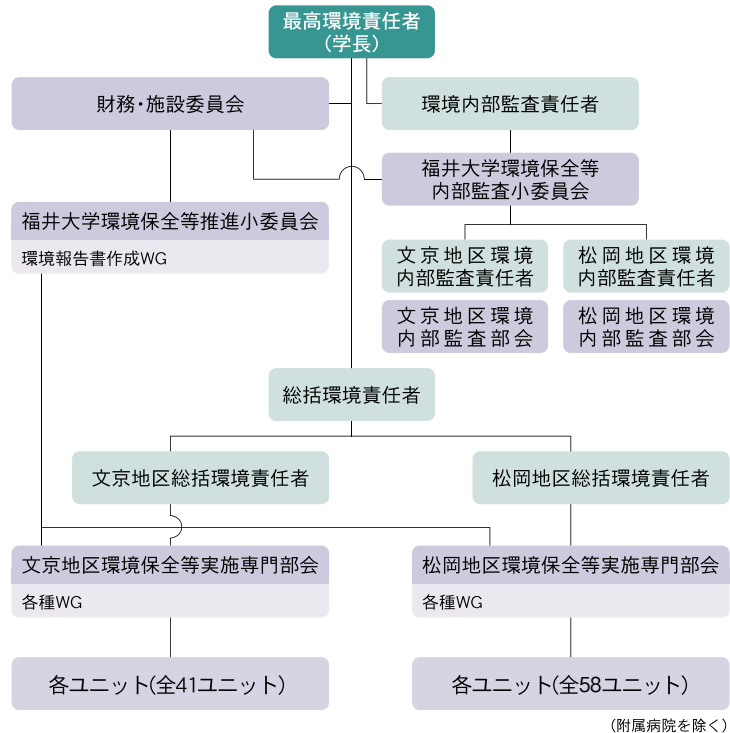 最高環境責任者
(学長)
財務・施設委員会
環境内部監査責任者
福井大学環境保全等
内部監査小委員会
福井大学環境保全等推進小委員会
環境報告書作成WG
文京地区環境
内部監査責任者
松岡地区環境
内部監査責任者
文京地区環境
内部監査部会
松岡地区環境
内部監査部会
総括環境責任者
文京地区総括環境責任者
松岡地区総括環境責任者
文京地区環境保全等実施専門部会
各種WG
松岡地区環境保全等実施専門部会
各種WG
各ユニット(全41ユニット)
各ユニット(全58ユニット)
(附属病院を除く)